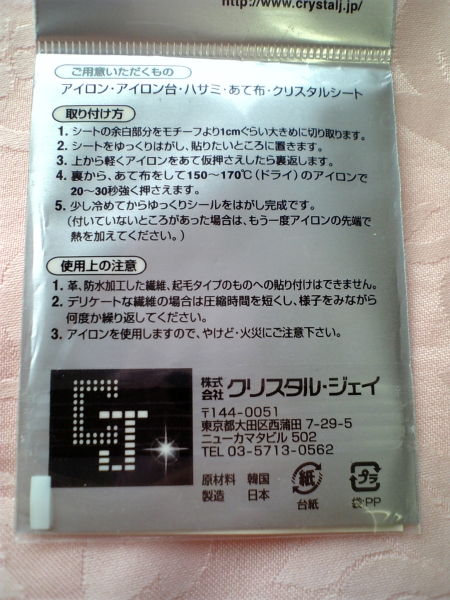 http://www.crystalj.jp/
ご用意いただくもの
アイロン・アイロン台・ハサミ・あて布・クリスタルシート
取り付け方
1. シートの余白部分をモチーフより1cmぐらい大きめに切り取ります。
2. シートをゆっくりはがし、貼りたいところに置きます。
3. 上から軽くアイロンをあて仮押さえしたら裏返します。
4. 裏から、あて布をして150〜170℃(ドライ)のアイロンで
20〜30秒強く押さえます。
5. 少し冷めてからゆっくりシールをはがし完成です。
(付いていないところがあった場合は、もう一度アイロンの先端で
熱を加えてください。)
使用上の注意
1. 革、防水加工した繊維、起毛タイプのものへの貼り付けはできません。
2. デリケートな繊維の場合は圧縮時間を短くし、様子をみながら
何度か繰り返してください。
3. アイロンを使用しますので、やけど・火災にご注意下さい。
CJ
株式会社 クリスタル・ジェイ
〒144-0051
東京都大田区西蒲田 7-29-5
ニューカマタビル 502
TEL 03-5713-0562
原材料 韓国
製造 日本
紙
台紙
プラ
袋:PP